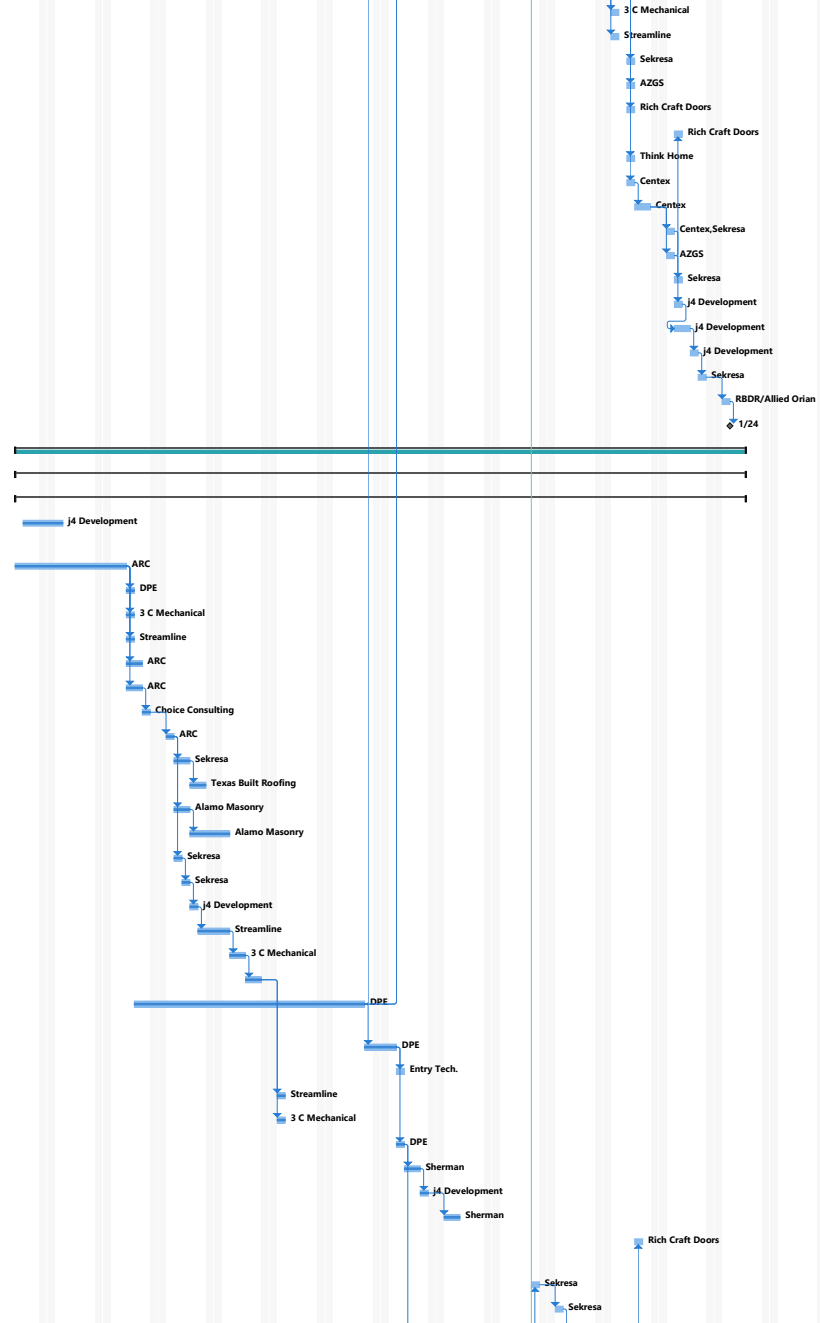 3 C Mechanical
Streamline
Sekresa
AZGS
Rich Craft Doors
Rich Craft Doors
Think Home
Centex
Centex
Centex,Sekresa
AZGS
Sekresa
j4 Development
j4 Development
j4 Development
Sekresa
RBDR/Allied Orian
1/24
j4 Development
ARC
DPE
3 C Mechanical
Streamline
ARC
ARC
Choice Consulting
ARC
Sekresa
Texas Built Roofing
Alamo Masonry
Alamo Masonry
Sekresa
Sekresa
j4 Development
Streamline
3 C Mechanical
DPE
DPE
Entry Tech.
Streamline
3 C Mechanical
DPE
Sherman
j4 Development
Sherman
Rich Craft Doors
Sekresa
Sekresa